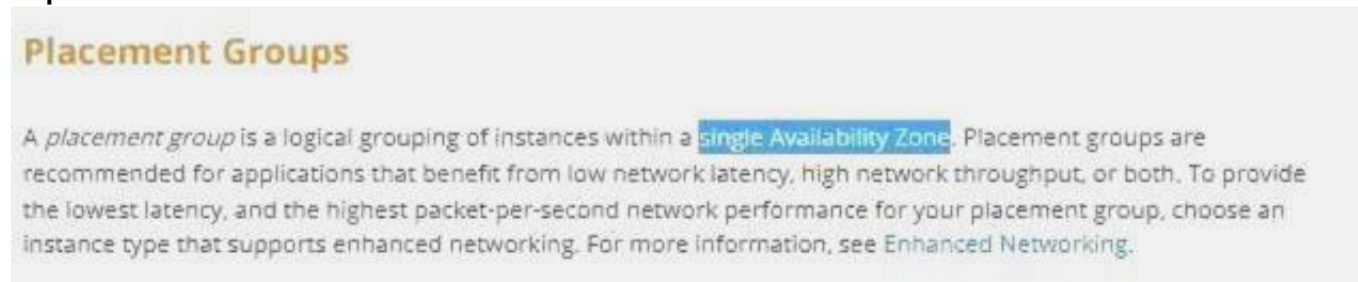 Placement Groups
A placement group is a logical grouping of instances within a single Availability Zone. Placement groups are
recommended for applications that benefit from low network latency, high network throughput, or both. To provide
the lowest latency, and the highest packet-per-second network performance for your placement group, choose an
instance type that supports enhanced networking. For more information, see Enhanced Networking.